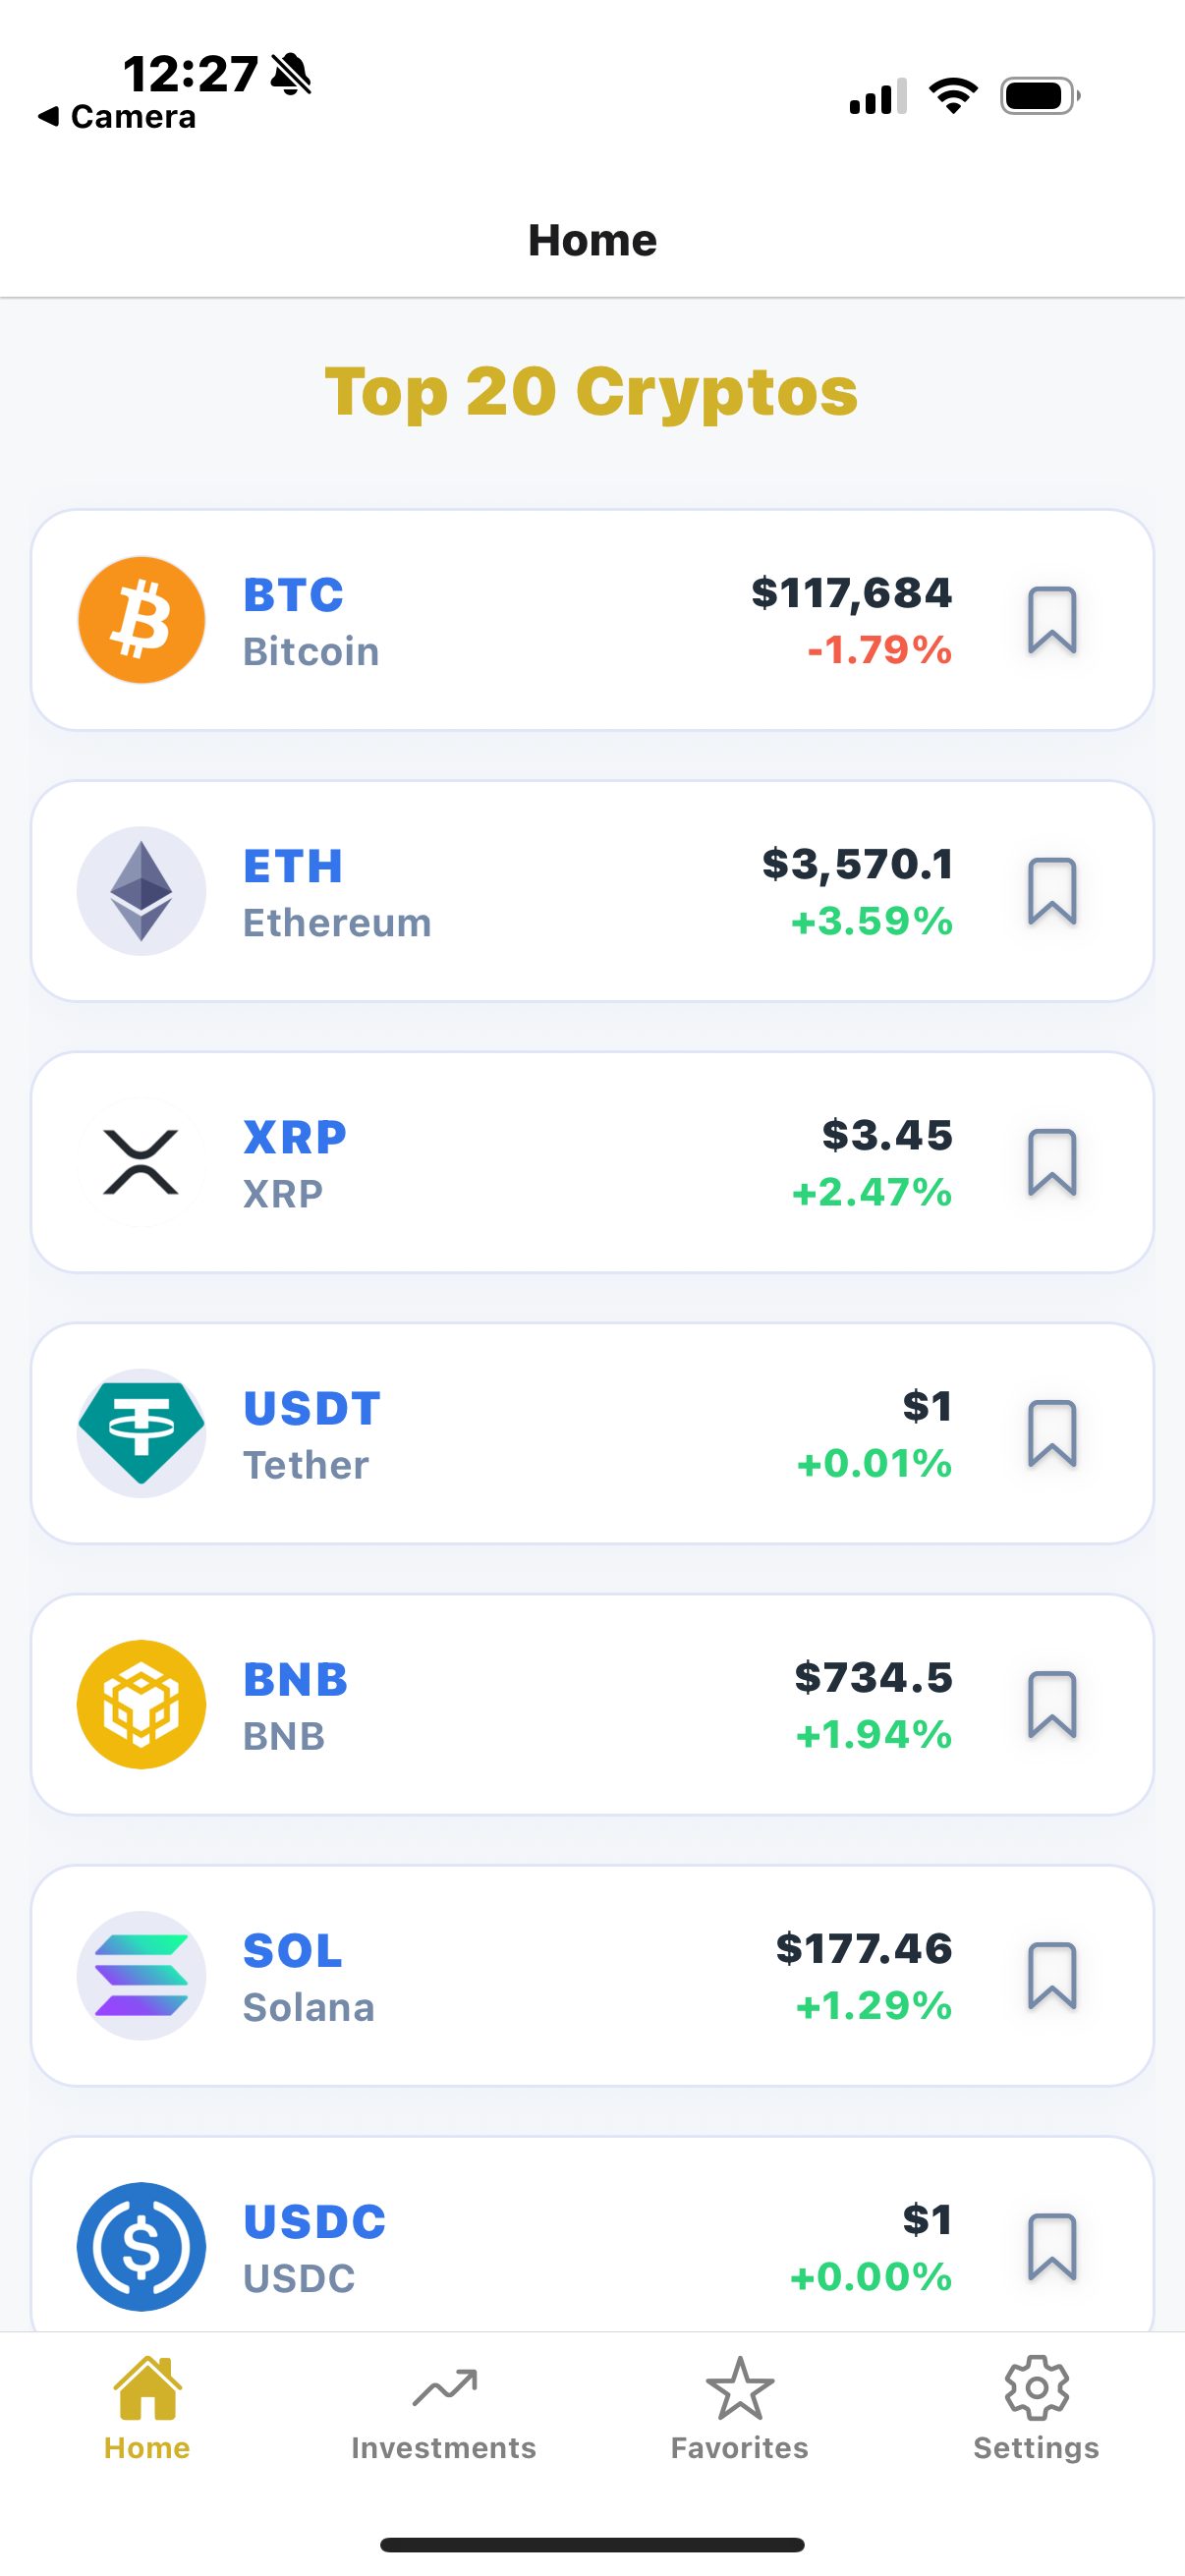 12:27
◀ Camera
Home
Top 20 Cryptos
BTC
Bitcoin
$117,684
-1.79%
ETH
Ethereum
$3,570.1
+3.59%
XRP
XRP
$3.45
+2.47%
USDT
Tether
$1
+0.01%
BNB
BNB
$734.5
+1.94%
SOL
Solana
$177.46
+1.29%
USDC
USDC
$1
+0.00%
Home
Investments
Favorites
Settings